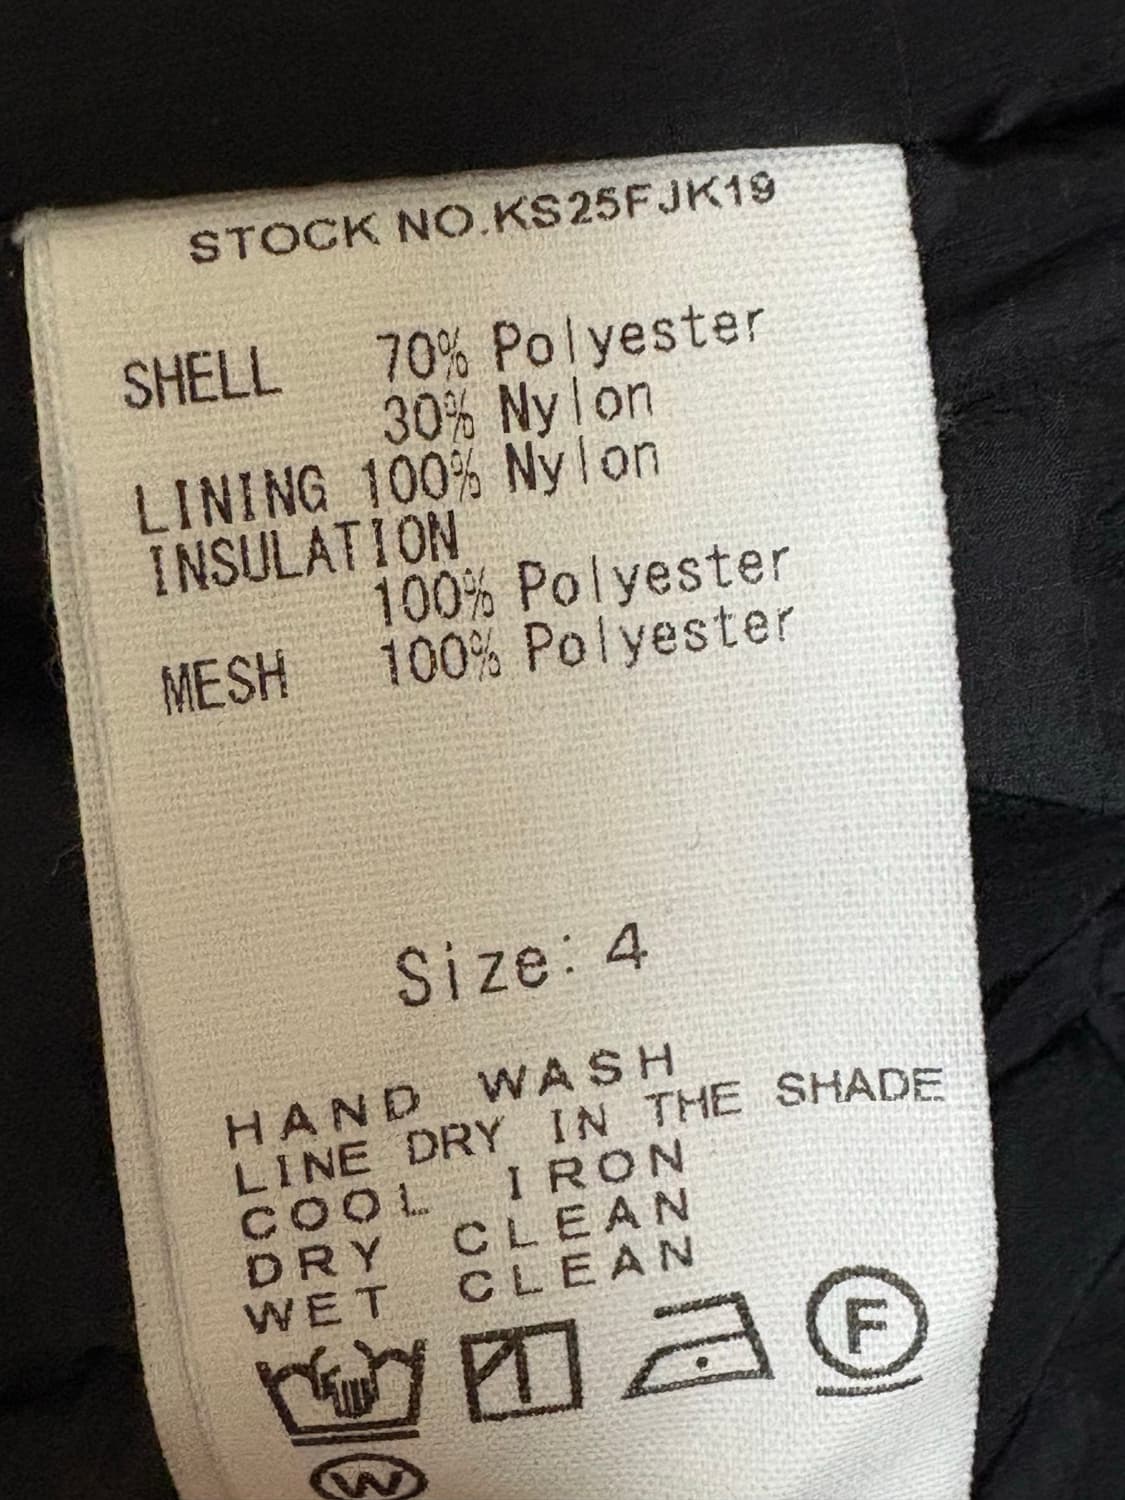 STOCK NO.KS25FJK19
SHELL 70% Polyester
30% Nylon
LINING 100% Nylon
INSULATION
100% Polyester
MESH 100% Polyester
Size: 4
HAND WASH
LINE DRY IN THE SHADE
COOL IRON
DRY CLEAN
WET CLEAN
F
W